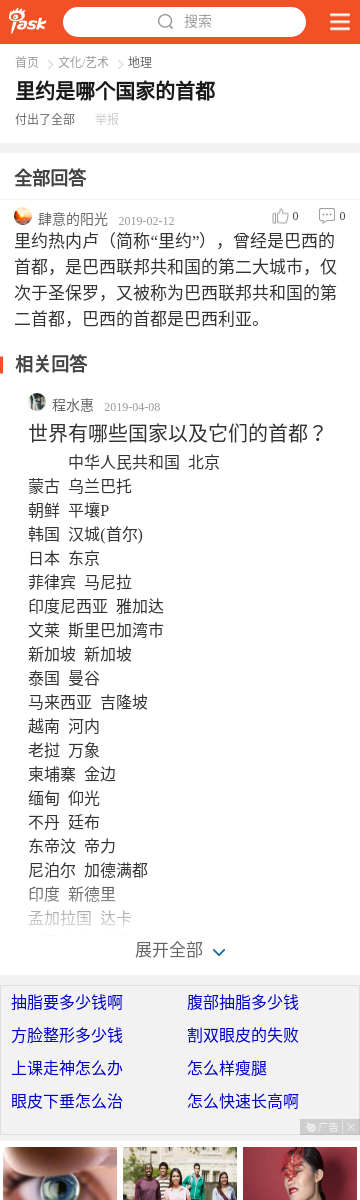 iask
搜索
首页 文化/艺术 地理
里约是哪个国家的首都
付出了全部 举报
全部回答
肆意的阳光 2019-02-12 0 0
里约热内卢（简称“里约”），曾经是巴西的
首都，是巴西联邦共和国的第二大城市，仅
次于圣保罗，又被称为巴西联邦共和国的第
二首都，巴西的首都是巴西利亚。
相关回答
程水惠 2019-04-08
世界有哪些国家以及它们的首都？
中华人民共和国 北京
蒙古 乌兰巴托
朝鲜 平壤P
韩国 汉城(首尔)
日本 东京
菲律宾 马尼拉
印度尼西亚 雅加达
文莱 斯里巴加湾市
新加坡 新加坡
泰国 曼谷
马来西亚 吉隆坡
越南 河内
老挝 万象
柬埔寨 金边
缅甸 仰光
不丹 廷布
东帝汶 帝力
尼泊尔 加德满都
印度 新德里
孟加拉国 达卡
展开全部
抽脂要多少钱啊 腹部抽脂多少钱
方脸整形多少钱 割双眼皮的失败
上课走神怎么办 怎么样瘦腿
眼皮下垂怎么治 怎么快速长高啊
广告